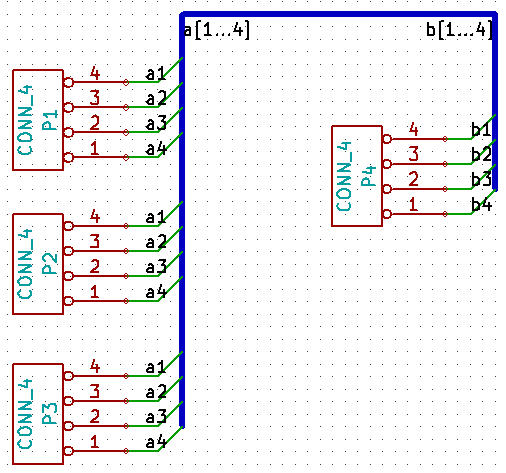 a[1...4]
b[1...4]
CONN_4
P1
4 a1
3 a2
2 a3
1 a4
CONN_4
P4
4 b1
3 b2
2 b3
1 b4
CONN_4
P2
4 a1
3 a2
2 a3
1 a4
CONN_4
P3
4 a1
3 a2
2 a3
1 a4